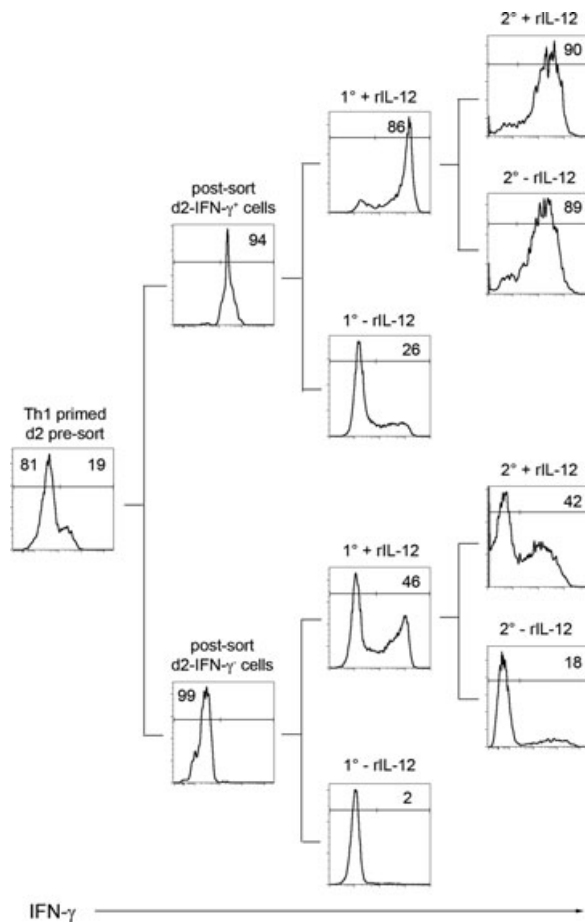 2° + rIL-12
90
1° + rIL-12
86
2° - rIL-12
89
post-sort
d2-IFN-γ⁺ cells
94
1° - rIL-12
26
Th1 primed
d2 pre-sort
81 19
2° + rIL-12
42
1° + rIL-12
46
2° - rIL-12
18
post-sort
d2-IFN-γ⁻ cells
99
1° - rIL-12
2
IFN-γ